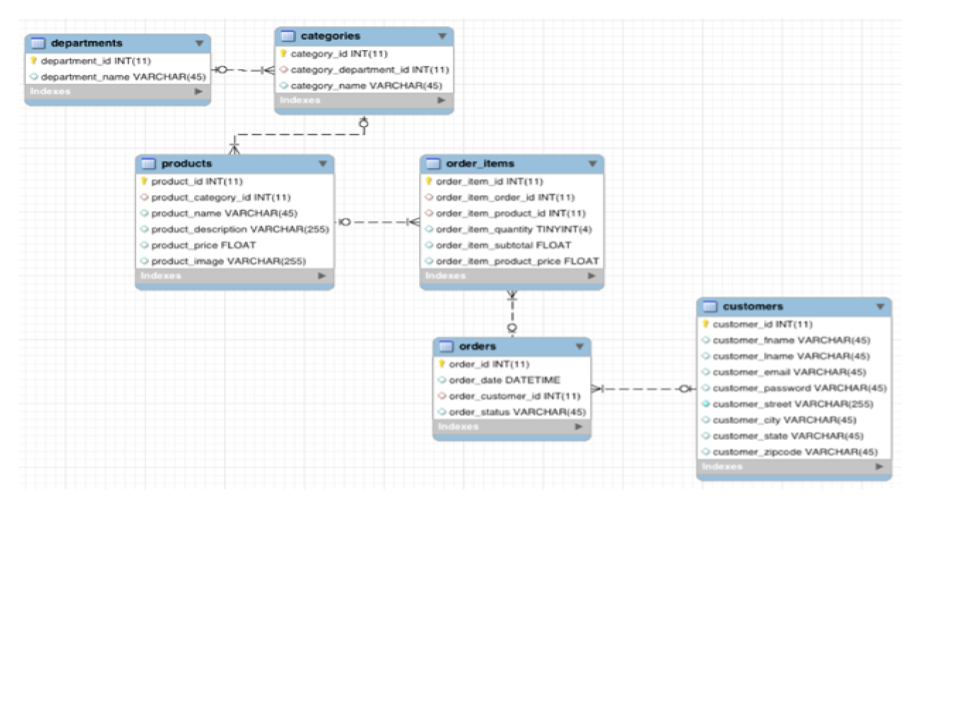 departments
department_id INT(11)
department_name VARCHAR(45)
Indexes
categories
category_id INT(11)
category_department_id INT(11)
category_name VARCHAR(45)
Indexes
products
product_id INT(11)
product_category_id INT(11)
product_name VARCHAR(45)
product_description VARCHAR(255)
product_price FLOAT
product_image VARCHAR(255)
Indexes
order_items
order_item_id INT(11)
order_item_order_id INT(11)
order_item_product_id INT(11)
order_item_quantity TINYINT(4)
order_item_subtotal FLOAT
order_item_product_price FLOAT
Indexes
orders
order_id INT(11)
order_date DATETIME
order_customer_id INT(11)
order_status VARCHAR(45)
Indexes
customers
customer_id INT(11)
customer_fname VARCHAR(45)
customer_lname VARCHAR(45)
customer_email VARCHAR(45)
customer_password VARCHAR(45)
customer_street VARCHAR(255)
customer_city VARCHAR(45)
customer_state VARCHAR(45)
customer_zipcode VARCHAR(45)
Indexes